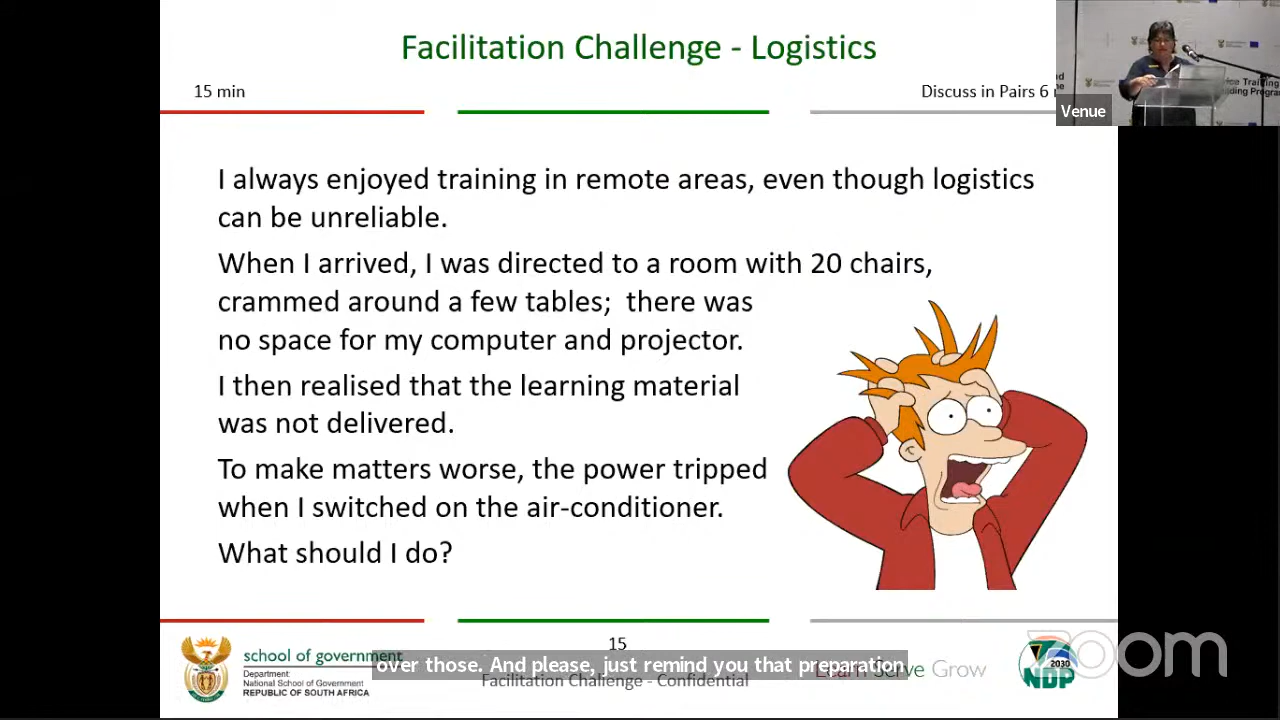 Facilitation Challenge - Logistics
15 min
Discuss in Pairs 6
Venue
I always enjoyed training in remote areas, even though logistics
can be unreliable.
When I arrived, I was directed to a room with 20 chairs,
crammed around a few tables; there was
no space for my computer and projector.
I then realised that the learning material
was not delivered.
To make matters worse, the power tripped
when I switched on the air-conditioner.
What should I do?
15
school of government
Department:
National School of Government
REPUBLIC OF SOUTH AFRICA
over those. And please, just remind you that preparation
Facilitation Challenge - Confidential
Learn Serve Grow
2030
NDP
zoom